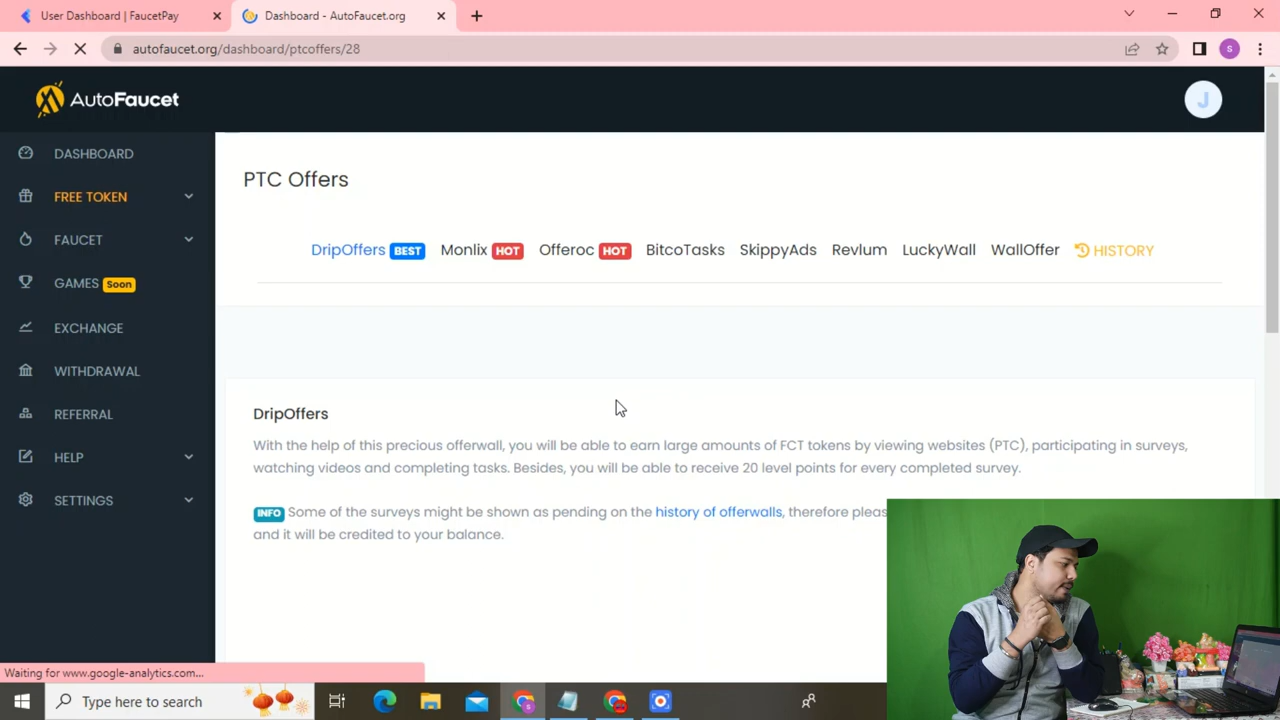 User Dashboard | FaucetPay
Dashboard - AutoFaucet.org
autofaucet.org/dashboard/ptcoffers/28
S
AutoFaucet
J
DASHBOARD
FREE TOKEN
FAUCET
GAMES Soon
EXCHANGE
WITHDRAWAL
REFERRAL
HELP
SETTINGS
PTC Offers
DripOffers BEST Monlix HOT Offeroc HOT BitcoTasks SkippyAds Revlum LuckyWall WallOffer HISTORY
DripOffers
With the help of this precious offerwall, you will be able to earn large amounts of FCT tokens by viewing websites (PTC), participating in surveys,
watching videos and completing tasks. Besides, you will be able to receive 20 level points for every completed survey.
INFO Some of the surveys might be shown as pending on the history of offerwalls, therefore pleas
and it will be credited to your balance.
Waiting for www.google-analytics.com...
Type here to search